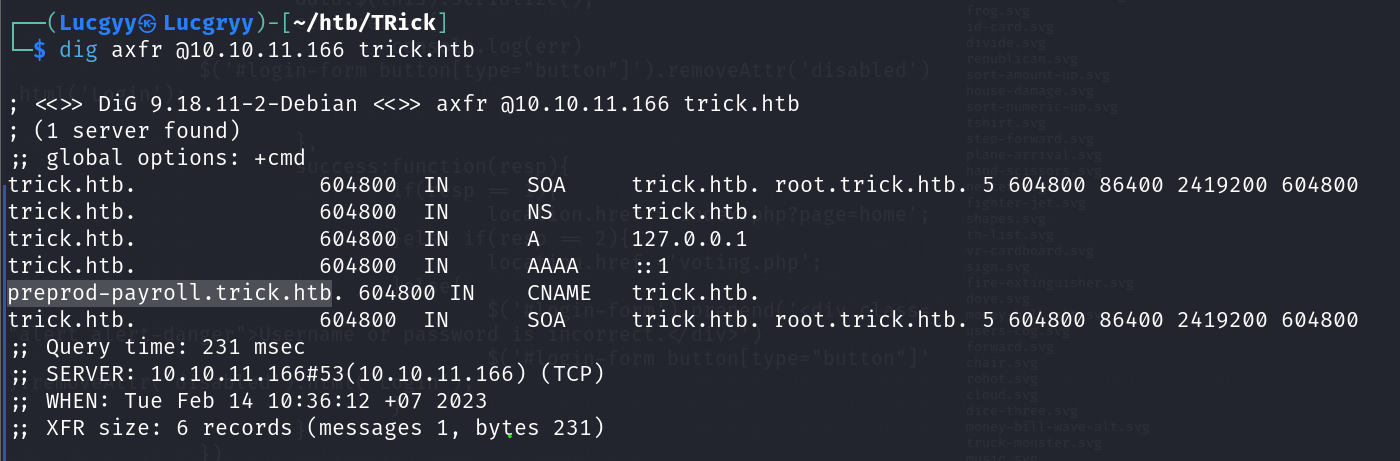 ┌──(Lucgyy㉿Lucgryy)-[~/htb/TRick]
└─$ dig axfr @10.10.11.166 trick.htb
; <<>> DiG 9.18.11-2-Debian <<>> axfr @10.10.11.166 trick.htb
; (1 server found)
;; global options: +cmd
trick.htb. 604800 IN SOA trick.htb. root.trick.htb. 5 604800 86400 2419200 604800
trick.htb. 604800 IN NS trick.htb.
trick.htb. 604800 IN A 127.0.0.1
trick.htb. 604800 IN AAAA ::1
preprod-payroll.trick.htb. 604800 IN CNAME trick.htb.
trick.htb. 604800 IN SOA trick.htb. root.trick.htb. 5 604800 86400 2419200 604800
;; Query time: 231 msec
;; SERVER: 10.10.11.166#53(10.10.11.166) (TCP)
;; WHEN: Tue Feb 14 10:36:12 +07 2023
;; XFR size: 6 records (messages 1, bytes 231)